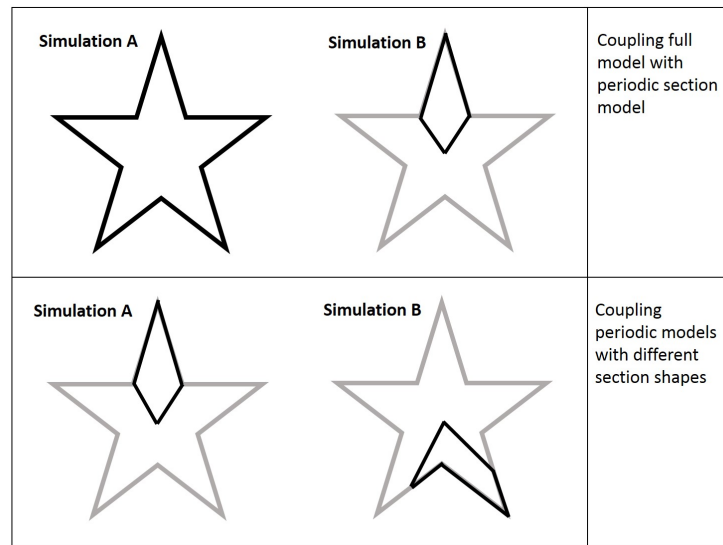 Simulation A
Simulation B
Coupling full
model with
periodic section
model
Simulation A
Simulation B
Coupling
periodic models
with different
section shapes